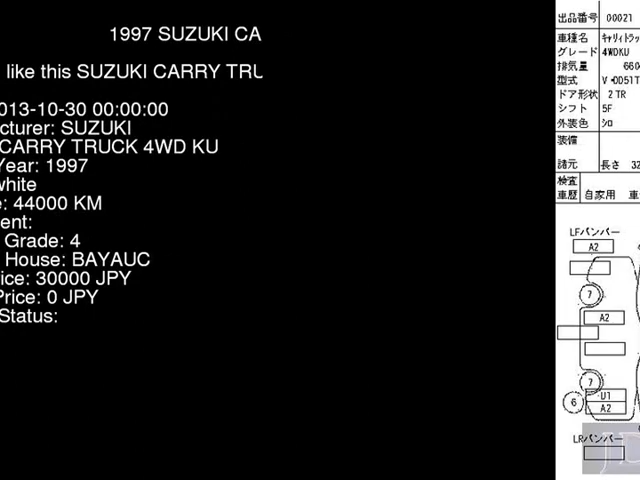 1997 SUZUKI CA
like this SUZUKI CARRY TRU
013-10-30 00:00:00
cturer: SUZUKI
CARRY TRUCK 4WD KU
Year: 1997
white
e: 44000 KM
ent:
Grade: 4
House: BAYAUC
rice: 30000 JPY
Price: 0 JPY
Status:
出品番号 00021
車種名 ｷｬﾘｨﾄﾗｯ
グレード 4WDKU
排気量 660
型式 V-DD51T
ドア形状 2TR
シフト 5F
外装色 ｼﾛ
装備
諸元 長さ 32
検査
車歴 自家用 車
LFバンパー
A2
7
A2
7
U1
6
A2
LRバンパー
JD